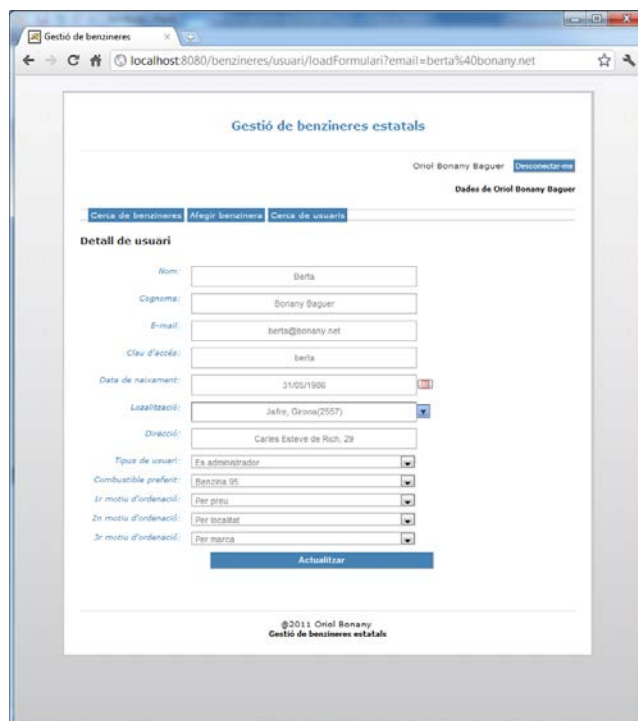 Gestió de benzineres
localhost:8080/benzineres/usuari/loadFormulari?email=berta%40bonany.net
Gestió de benzineres estatals
Oriol Bonany Baguer Desconectar-me
Dades de Oriol Bonany Baguer
Cerca de benzineres Afegir benzinera Cerca de usuaris
Detall de usuari
Nom: Berta
Cognoms: Bonany Baguer
E-mail: berta@bonany.net
Clau d'accés: berta
Data de naixament: 31/05/1986
Lozalització: Jafre, Girona(2557)
Direcció: Carles Esteve de Rich, 29
Tipus de usuari: Es administrador
Combustible preferit: Benzina 95
1r motiu d'ordenació: Per preu
2n motiu d'ordenació: Per localitat
3r motiu d'ordenació: Per marca
Actualitzar
@2011 Oriol Bonany
Gestió de benzineres estatals